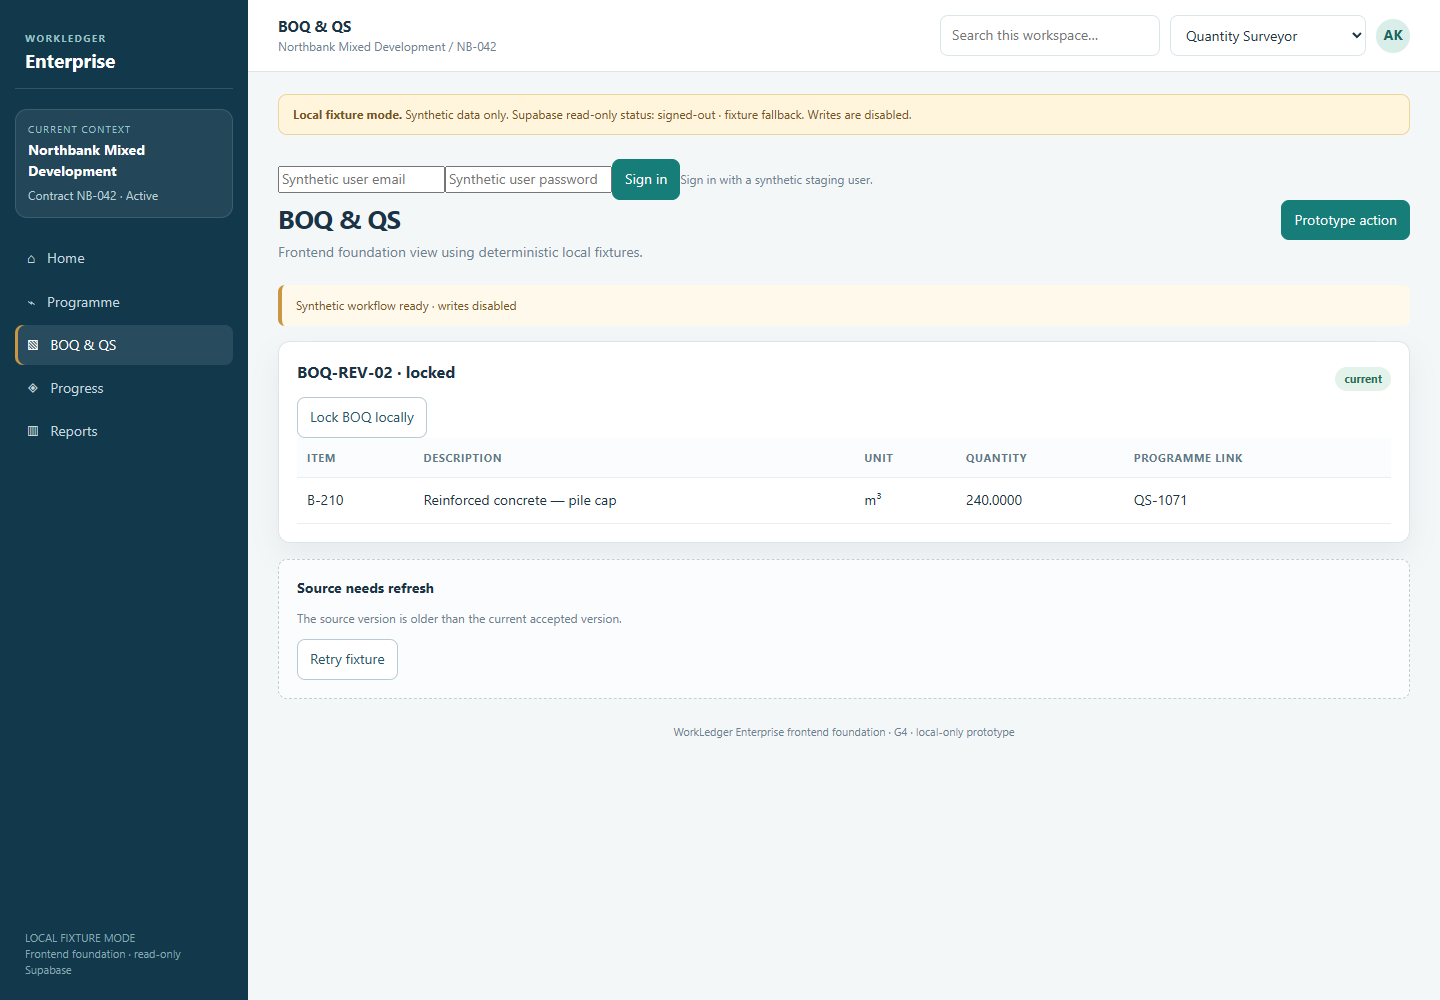 WORKLEDGER
Enterprise
CURRENT CONTEXT
Northbank Mixed
Development
Contract NB-042 · Active
Home
Programme
BOQ & QS
Progress
Reports
LOCAL FIXTURE MODE
Frontend foundation · read-only
Supabase
BOQ & QS
Northbank Mixed Development / NB-042
Search this workspace...
Quantity Surveyor
AK
Local fixture mode. Synthetic data only. Supabase read-only status: signed-out · fixture fallback. Writes are disabled.
Synthetic user email Synthetic user password Sign in Sign in with a synthetic staging user.
BOQ & QS
Prototype action
Frontend foundation view using deterministic local fixtures.
Synthetic workflow ready · writes disabled
BOQ-REV-02 · locked
current
Lock BOQ locally
ITEM DESCRIPTION UNIT QUANTITY PROGRAMME LINK
B-210 Reinforced concrete — pile cap m³ 240.0000 QS-1071
Source needs refresh
The source version is older than the current accepted version.
Retry fixture
WorkLedger Enterprise frontend foundation · G4 · local-only prototype